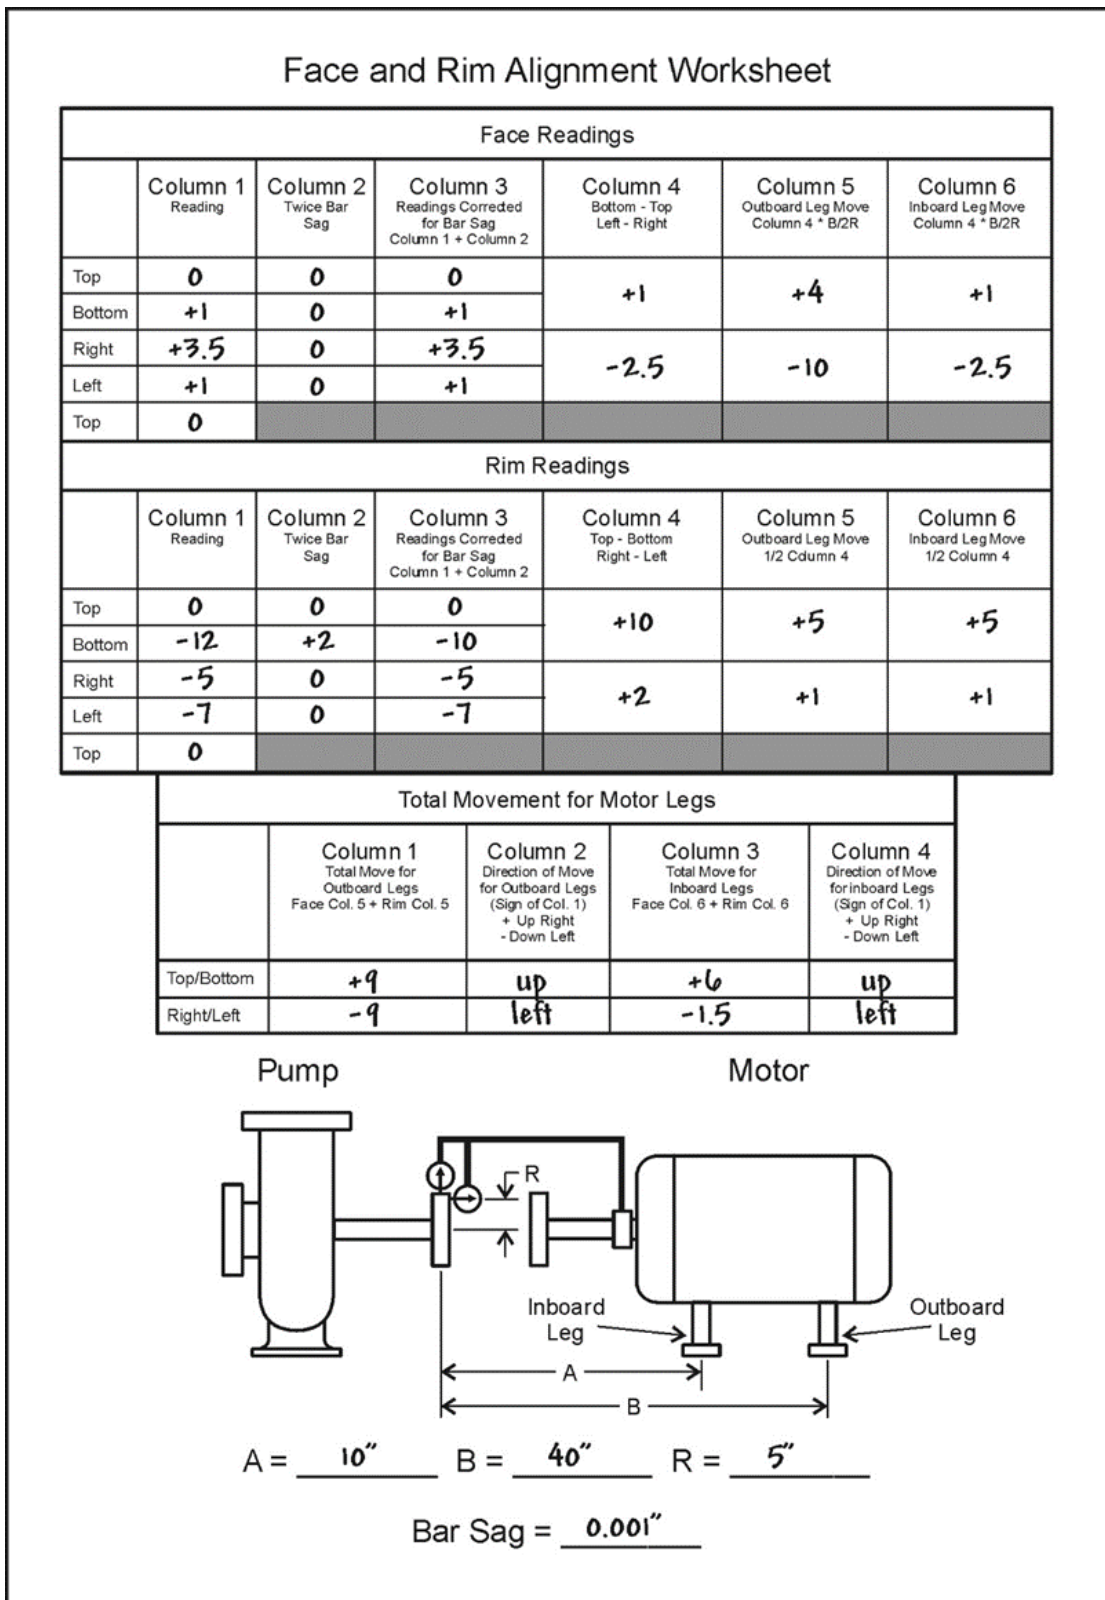 Face and Rim Alignment Worksheet
Face Readings
Column 1 Column 2 Column 3 Column 4 Column 5 Column 6
Reading Twice Bar Readings Corrected Bottom - Top Outboard Leg Move Inboard Leg Move
Sag for Bar Sag Left - Right Column 4 * B/2R Column 4 * B/2R
Column 1 + Column 2
Top 0 0 0
+1 +4 +1
Bottom +1 0 +1
Right +3.5 0 +3.5
-2.5 -10 -2.5
Left +1 0 +1
Top 0
Rim Readings
Column 1 Column 2 Column 3 Column 4 Column 5 Column 6
Reading Twice Bar Readings Corrected Top - Bottom Outboard Leg Move Inboard Leg Move
Sag for Bar Sag Right - Left 1/2 Column 4 1/2 Column 4
Column 1 + Column 2
Top 0 0 0
+10 +5 +5
Bottom -12 +2 -10
Right -5 0 -5
+2 +1 +1
Left -7 0 -7
Top 0
Total Movement for Motor Legs
Column 1 Column 2 Column 3 Column 4
Total Move for Direction of Move Total Move for Direction of Move
Outboard Legs for Outboard Legs Inboard Legs for inboard Legs
Face Col. 5 + Rim Col. 5 (Sign of Col. 1) Face Col. 6 + Rim Col. 6 (Sign of Col. 1)
+ Up Right + Up Right
- Down Left - Down Left
Top/Bottom +9 up +6 up
Right/Left -9 left -1.5 left
Pump Motor
R
Inboard Outboard
Leg Leg
A
B
A = 10" B = 40" R = 5"
Bar Sag = 0.001"